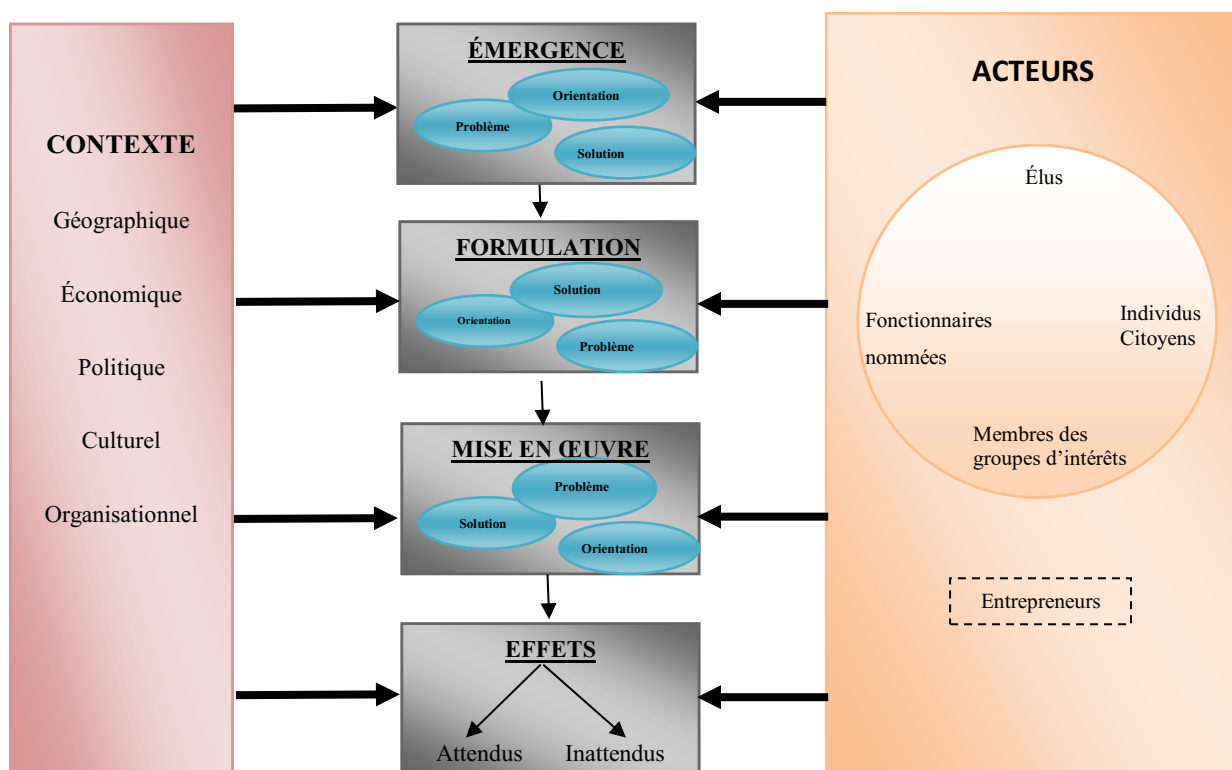 CONTEXTE
Géographique
Économique
Politique
Culturel
Organisationnel
ÉMERGENCE
Orientation
Problème
Solution
FORMULATION
Solution
Orientation
Problème
MISE EN ŒUVRE
Problème
Solution
Orientation
EFFETS
Attendus
Inattendus
ACTEURS
Élus
Fonctionnaires
nommées
Individus
Citoyens
Membres des
groupes d’intérêts
Entrepreneurs